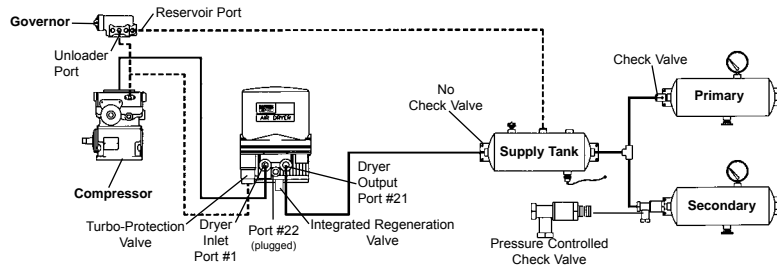 Governor
Reservoir Port
Unloader
Port
Compressor
AIR DRYER
Turbo-Protection
Valve
Dryer
Inlet
Port #1
Port #22
(plugged)
Integrated Regeneration
Valve
Dryer
Output
Port #21
No
Check Valve
Supply Tank
Check Valve
Primary
Secondary
Pressure Controlled
Check Valve